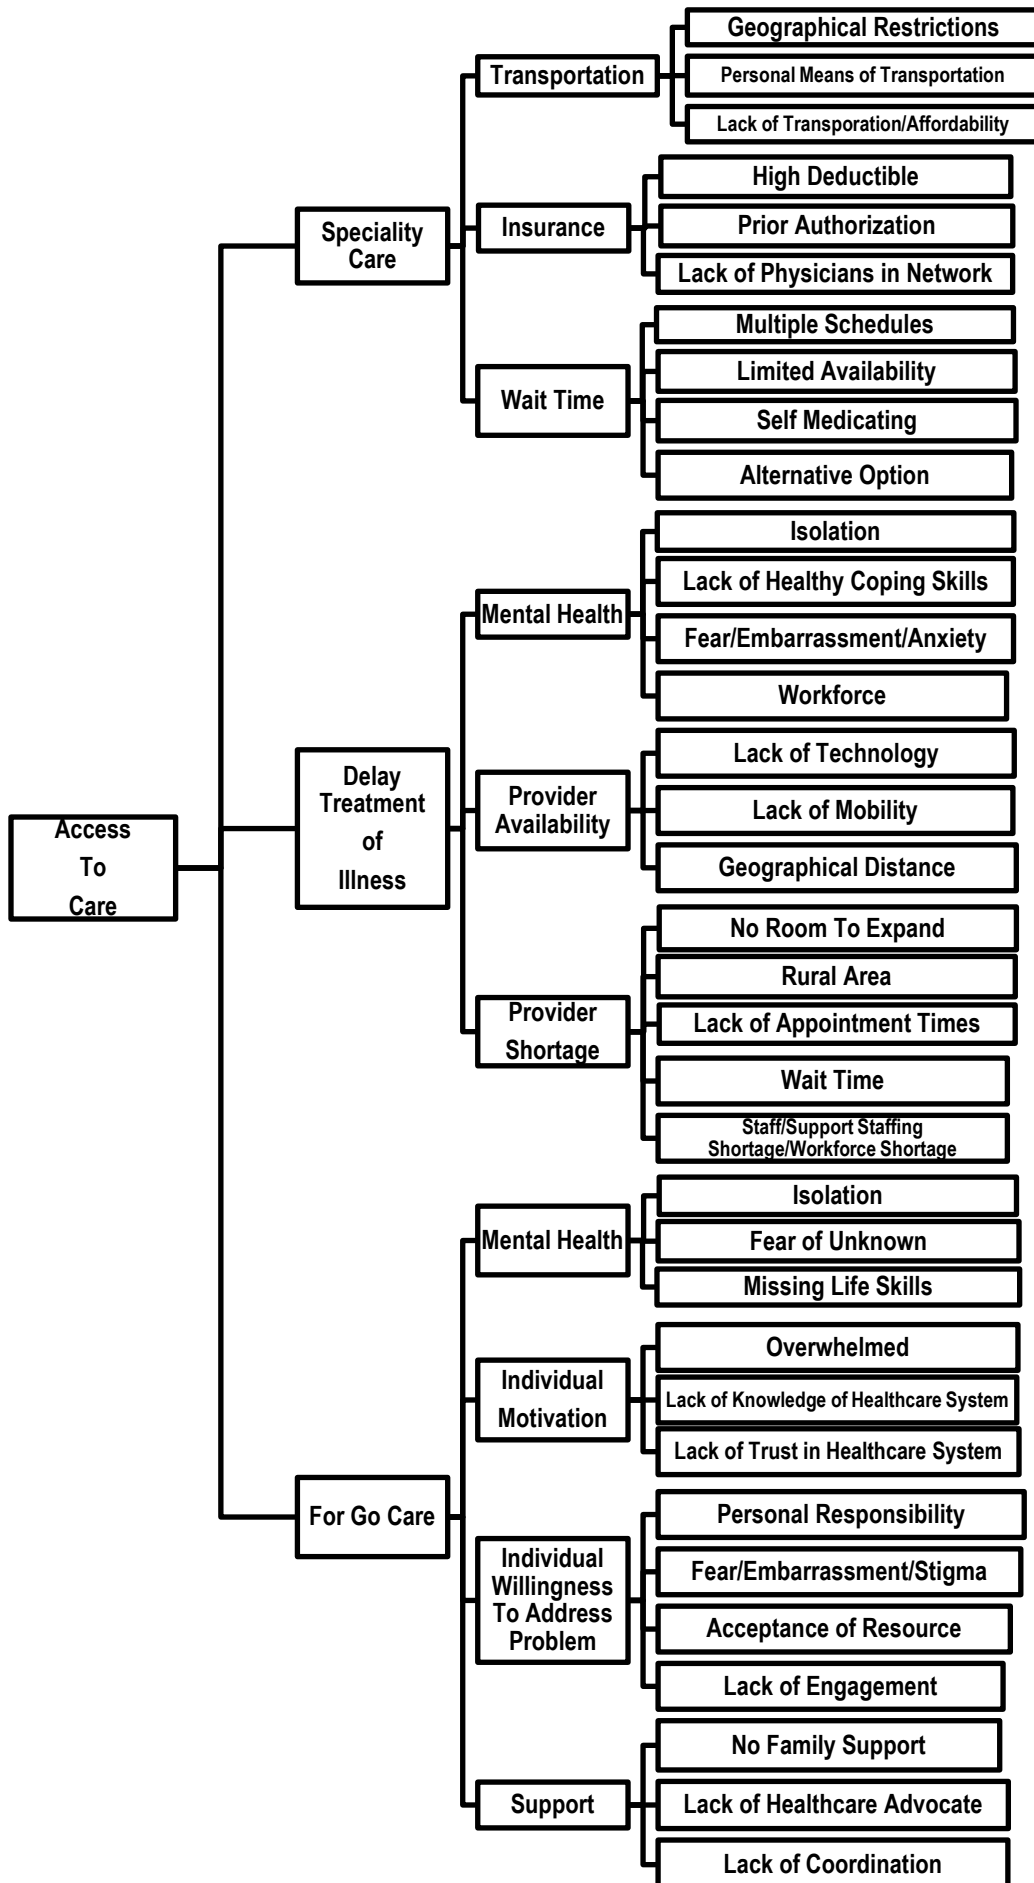 Geographical Restrictions
Transportation
Personal Means of Transportation
Lack of Transporation/Affordability
High Deductible
Speciality
Care
Insurance
Prior Authorization
Lack of Physicians in Network
Multiple Schedules
Wait Time
Limited Availability
Self Medicating
Alternative Option
Isolation
Mental Health
Lack of Healthy Coping Skills
Fear/Embarrassment/Anxiety
Workforce
Access
To
Care
Delay
Treatment
of
Illness
Provider
Availability
Lack of Technology
Lack of Mobility
Geographical Distance
No Room To Expand
Provider
Shortage
Rural Area
Lack of Appointment Times
Wait Time
Staff/Support Staffing
Shortage/Workforce Shortage
Isolation
Mental Health
Fear of Unknown
Missing Life Skills
Overwhelmed
Individual
Motivation
Lack of Knowledge of Healthcare System
Lack of Trust in Healthcare System
For Go Care
Personal Responsibility
Individual
Willingness
To Address
Problem
Fear/Embarrassment/Stigma
Acceptance of Resource
Lack of Engagement
No Family Support
Support
Lack of Healthcare Advocate
Lack of Coordination